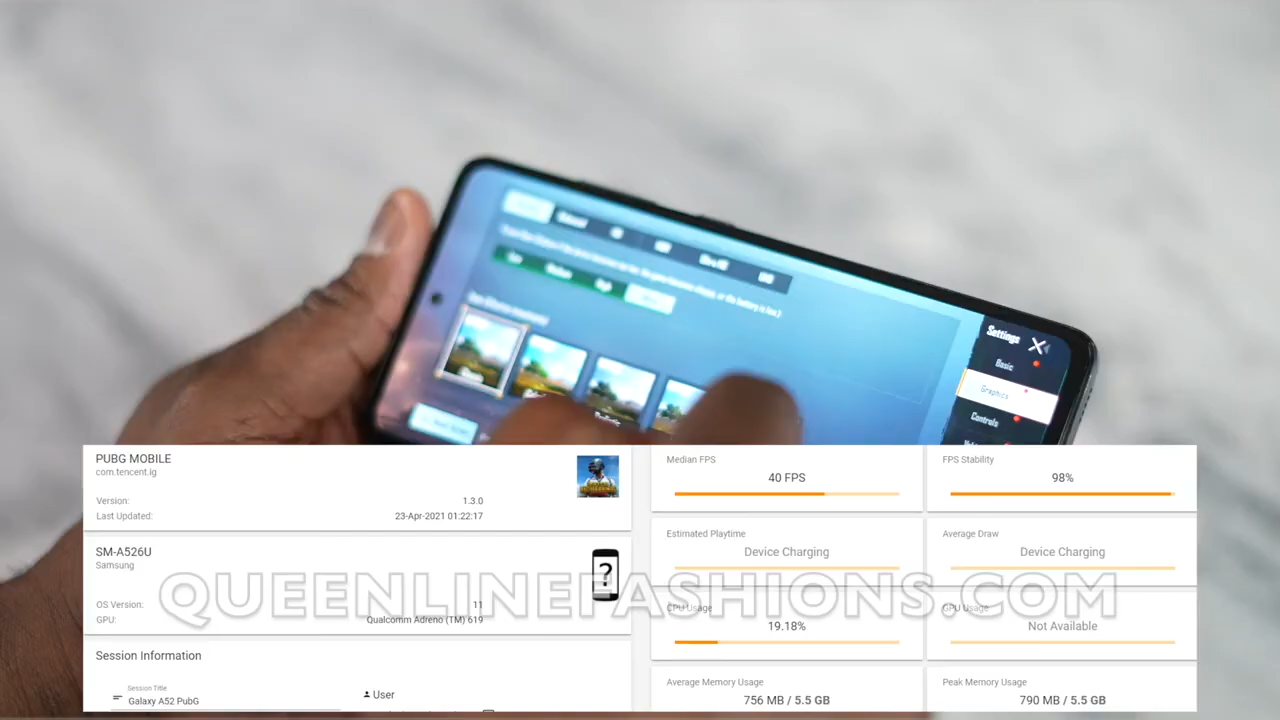 Settings
Basic
Graphics
Controls
PUBG MOBILE
com.tencent.ig
Version: 1.3.0
Last Updated: 23-Apr-2021 01:22:17
SM-A526U
Samsung
?
OS Version: 11
GPU: Qualcomm Adreno (TM) 619
Session Information
Session Title
Galaxy A52 PubG
User
Median FPS
40 FPS
FPS Stability
98%
Estimated Playtime
Device Charging
Average Draw
Device Charging
CPU Usage
19.18%
GPU Usage
Not Available
Average Memory Usage
756 MB / 5.5 GB
Peak Memory Usage
790 MB / 5.5 GB
QUEENLINEFASHIONS.COM